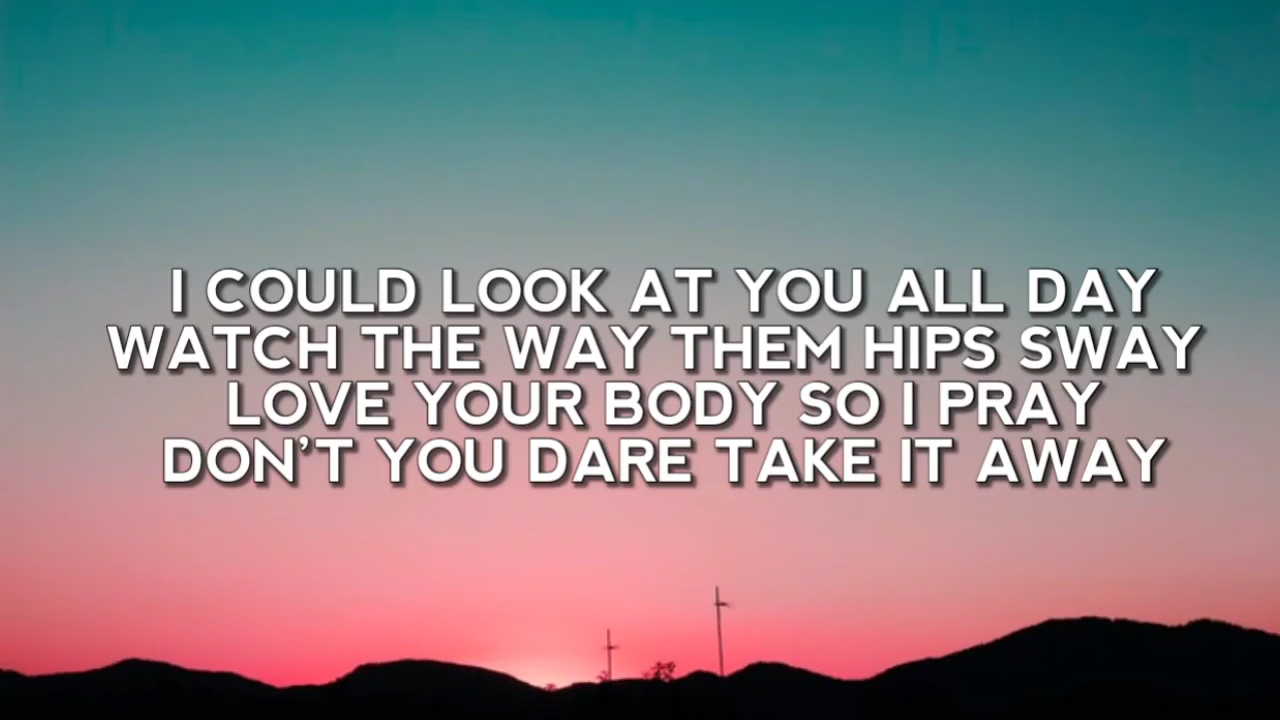 I COULD LOOK AT YOU ALL DAY
WATCH THE WAY THEM HIPS SWAY
LOVE YOUR BODY SO I PRAY
DON'T YOU DARE TAKE IT AWAY